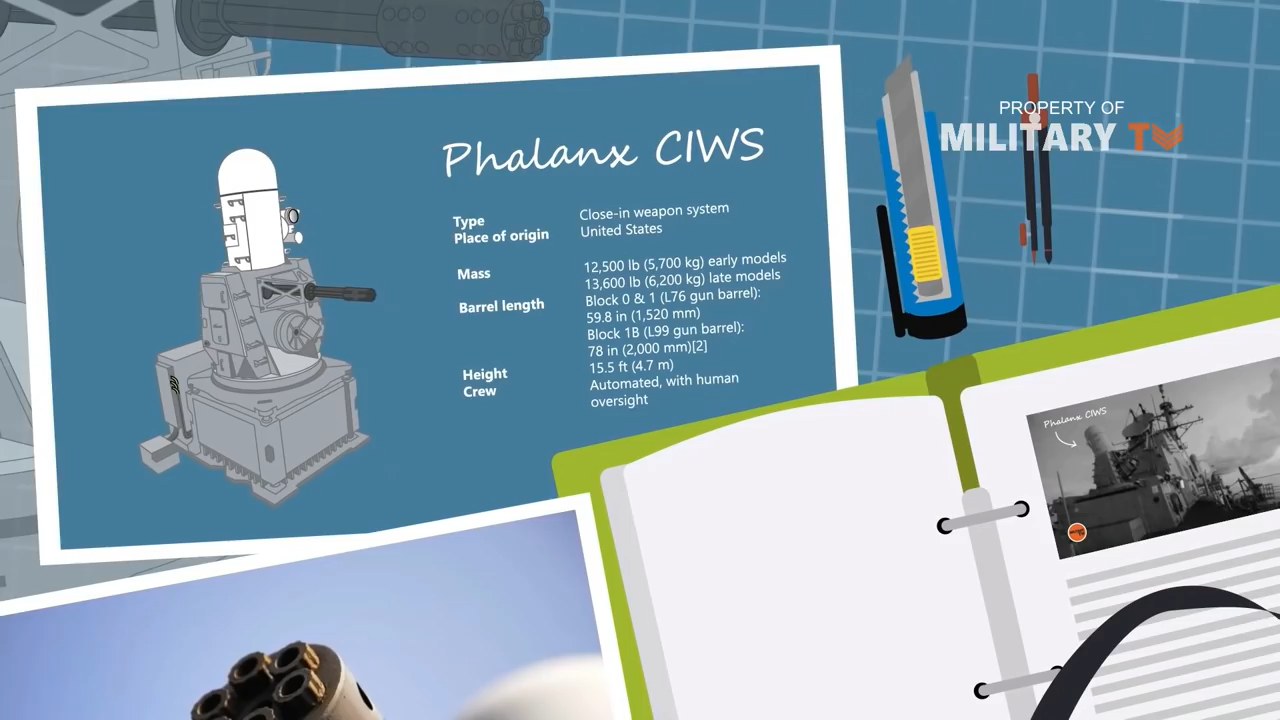 PROPERTY OF
MILITARY TV
Phalanx CIWS
Type Close-in weapon system
Place of origin United States
Mass 12,500 lb (5,700 kg) early models
13,600 lb (6,200 kg) late models
Barrel length Block 0 & 1 (L76 gun barrel):
59.8 in (1,520 mm)
Block 1B (L99 gun barrel):
78 in (2,000 mm)[2]
Height 15.5 ft (4.7 m)
Crew Automated, with human
oversight
Phalanx CIWS